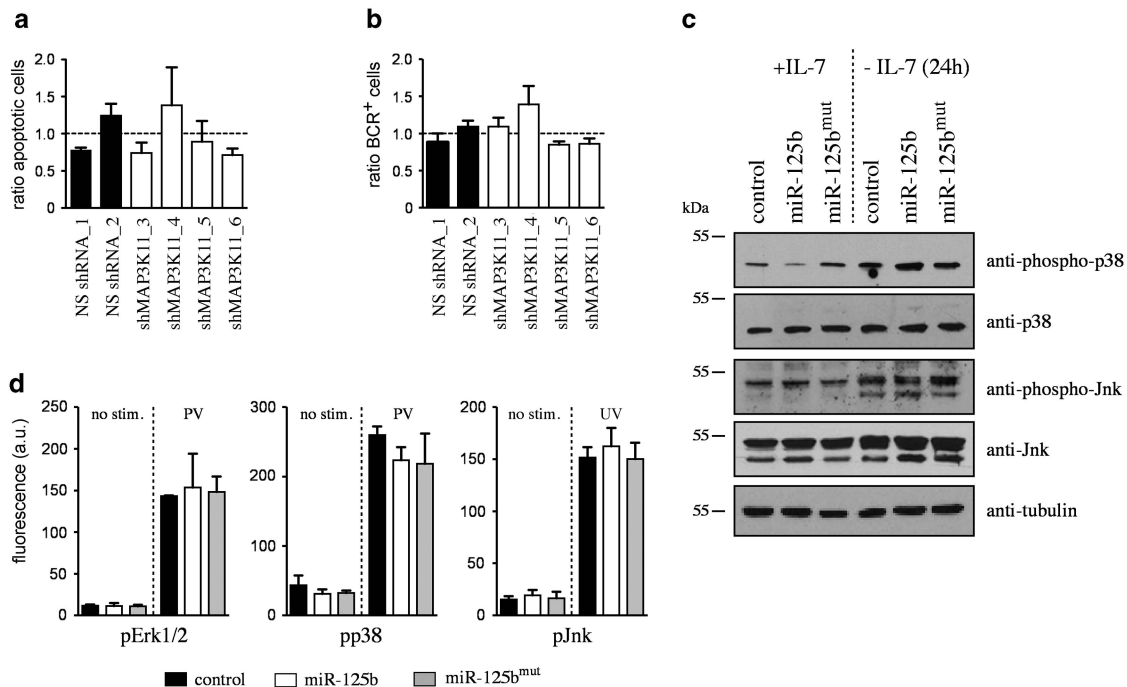 a
ratio apoptotic cells
2.0
1.5
1.0
0.5
0
NS shRNA_1
NS shRNA_2
shMAP3K11_3
shMAP3K11_4
shMAP3K11_5
shMAP3K11_6
b
ratio BCR+ cells
2.0
1.5
1.0
0.5
0
NS shRNA_1
NS shRNA_2
shMAP3K11_3
shMAP3K11_4
shMAP3K11_5
shMAP3K11_6
c
+IL-7
- IL-7 (24h)
control
miR-125b
miR-125bmut
control
miR-125b
miR-125bmut
kDa
55
anti-phospho-p38
55
anti-p38
55
anti-phospho-Jnk
55
anti-Jnk
55
anti-tubulin
d
fluorescence (a.u.)
250
200
150
100
50
0
no stim.
PV
pErk1/2
300
200
100
0
no stim.
PV
pp38
200
150
100
50
0
no stim.
UV
pJnk
control
miR-125b
miR-125bmut